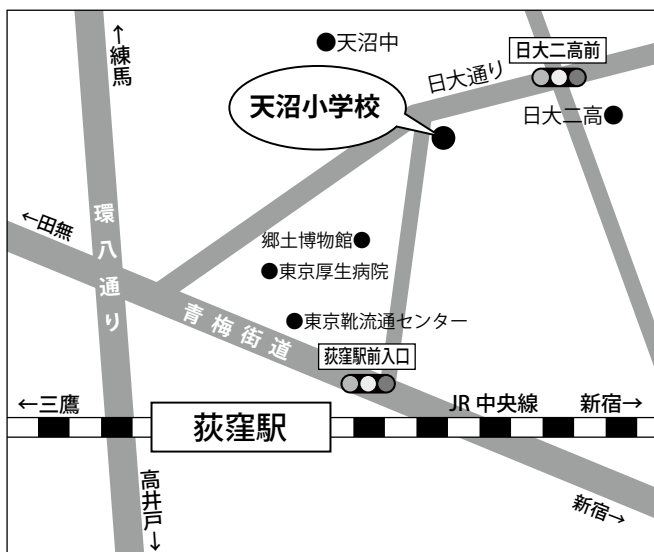 ↑練馬
●天沼中
日大二高前
日大通り
天沼小学校
日大二高●
←田無
環八通り
郷土博物館●
●東京厚生病院
青梅街道
●東京靴流通センター
荻窪駅前入口
←三鷹
JR中央線
新宿→
荻窪駅
高井戸↓
新宿→